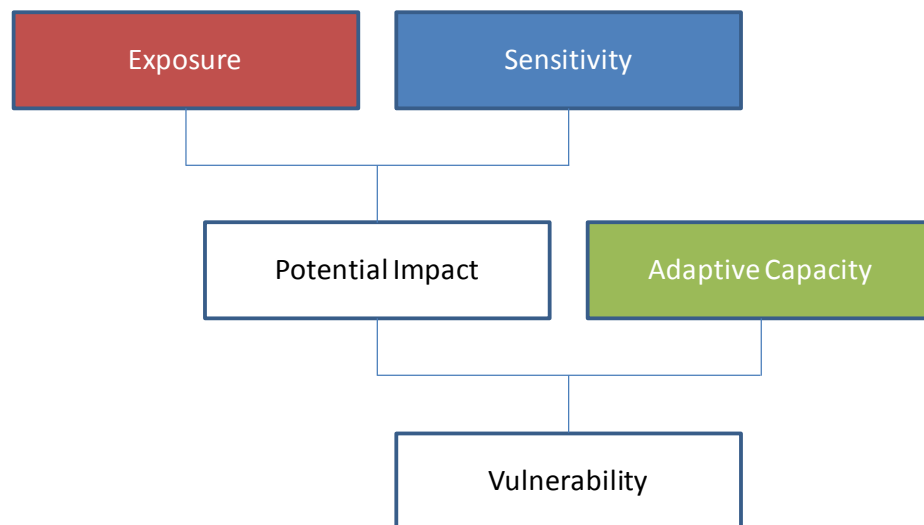 Exposure
Sensitivity
Potential Impact
Adaptive Capacity
Vulnerability